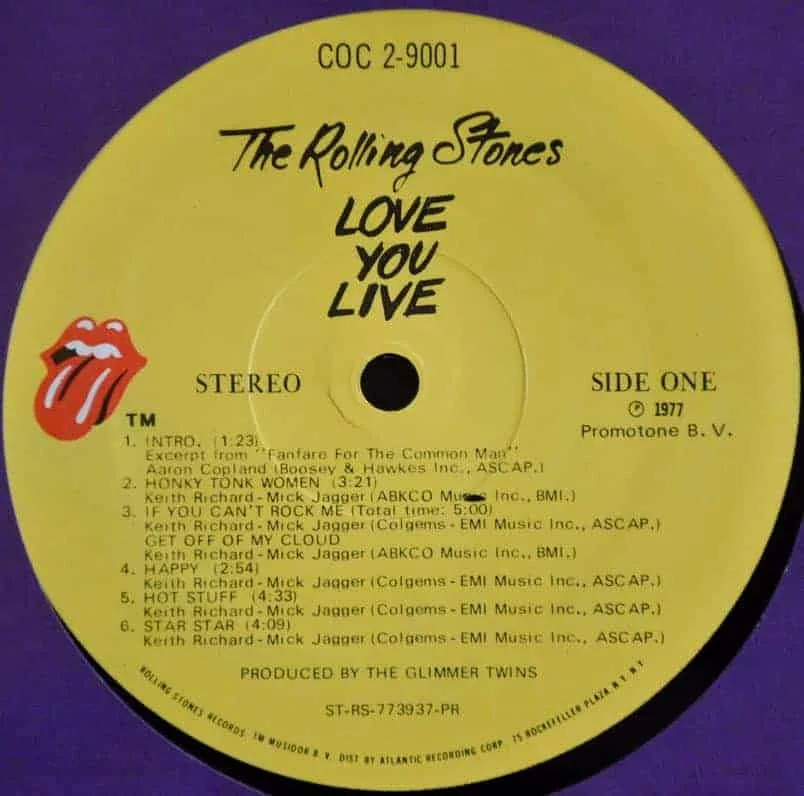 COC 2-9001
The Rolling Stones
LOVE
YOU
LIVE
STEREO
SIDE ONE
℗ 1977
Promotone B. V.
TM
1. INTRO. (1:23)
Excerpt from "Fanfare For The Common Man"
Aaron Copland (Boosey & Hawkes Inc., ASCAP.)
2. HONKY TONK WOMEN (3:21)
Keith Richard - Mick Jagger (ABKCO Music Inc., BMI.)
3. IF YOU CAN'T ROCK ME (Total time: 5:00)
Keith Richard - Mick Jagger (Colgems - EMI Music Inc., ASCAP.)
GET OFF OF MY CLOUD
Keith Richard - Mick Jagger (ABKCO Music Inc., BMI.)
4. HAPPY (2:54)
Keith Richard - Mick Jagger (Colgems - EMI Music Inc., ASCAP.)
5. HOT STUFF (4:33)
Keith Richard - Mick Jagger (Colgems - EMI Music Inc., ASCAP.)
6. STAR STAR (4:09)
Keith Richard - Mick Jagger (Colgems - EMI Music Inc., ASCAP.)
PRODUCED BY THE GLIMMER TWINS
ST-RS-773937-PR
ROLLING STONES RECORDS. TM MUSIDOR B. V. DIST BY ATLANTIC RECORDING CORP. 75 ROCKEFELLER PLAZA, N.Y. N.Y.